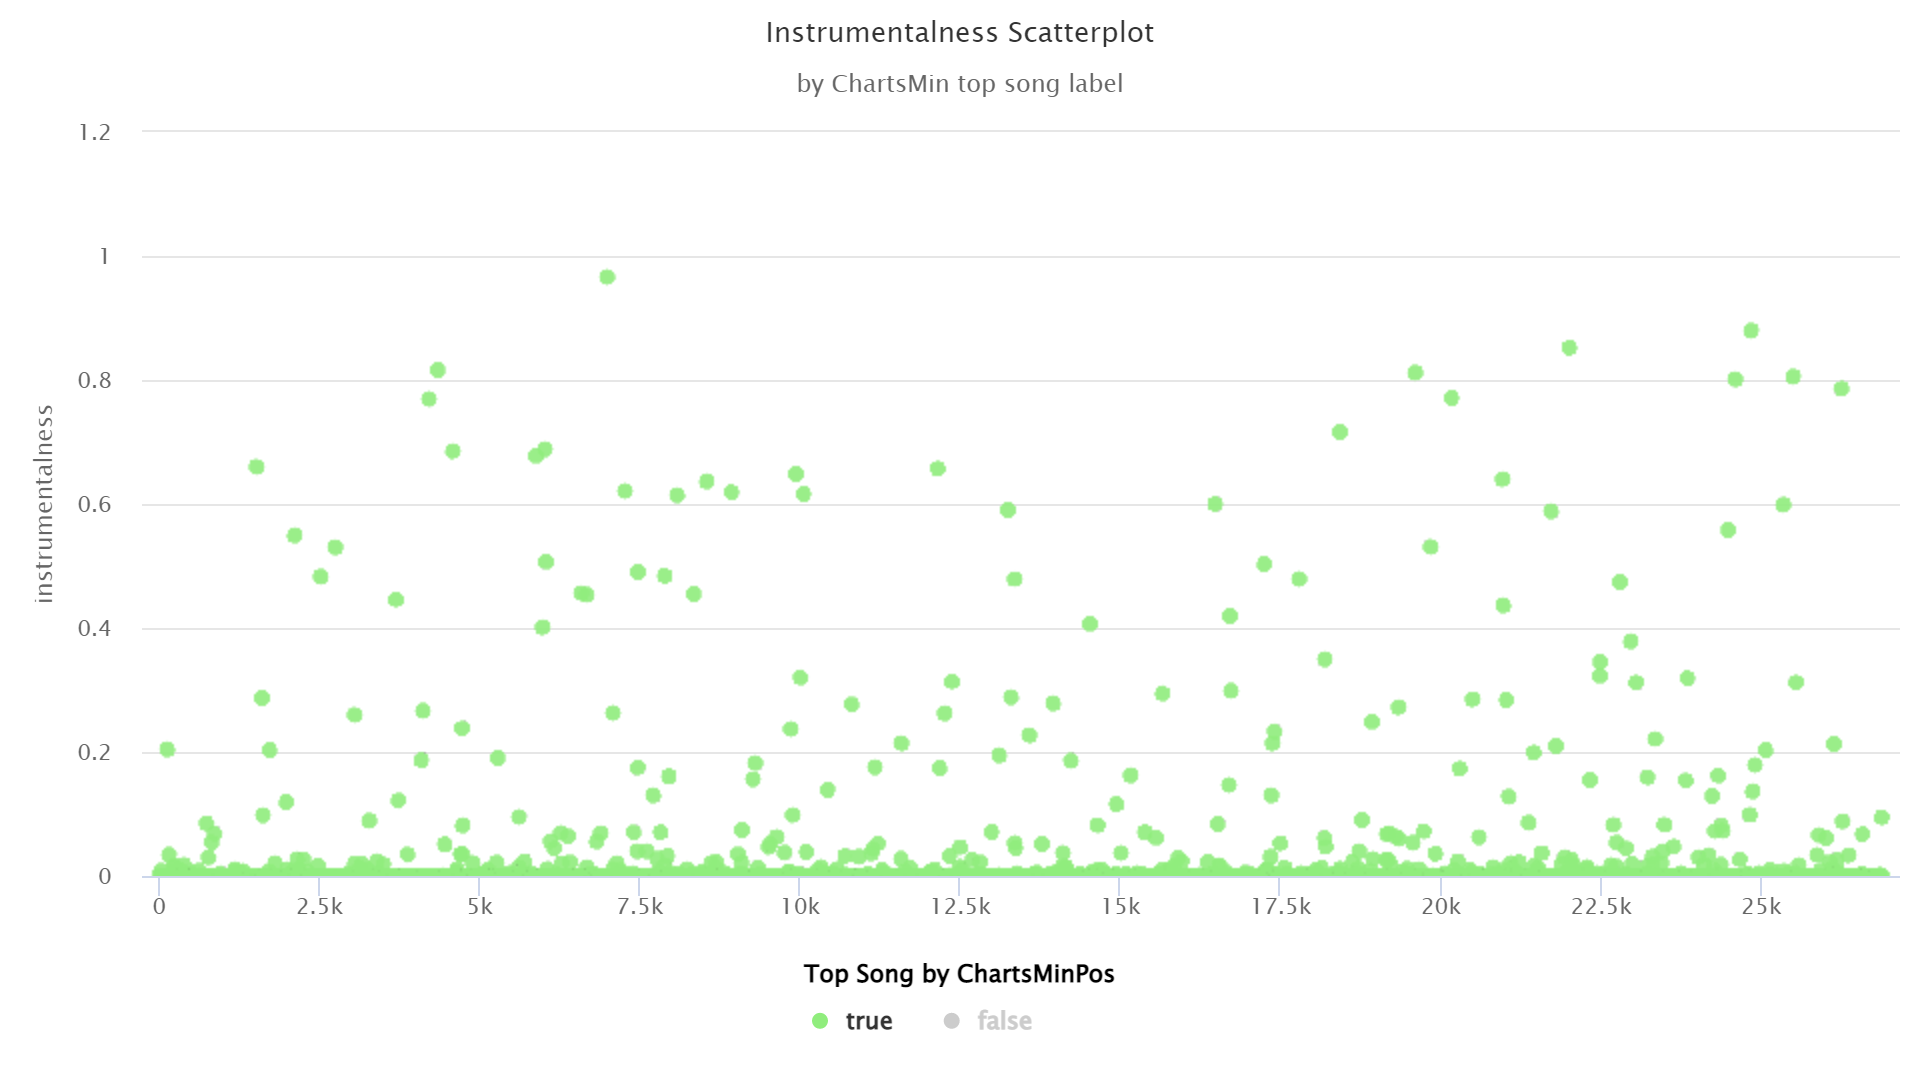 Instrumentalness Scatterplot
by ChartsMin top song label
1.2
1
0.8
0.6
0.4
0.2
0
instrumentalness
0 2.5k 5k 7.5k 10k 12.5k 15k 17.5k 20k 22.5k 25k
Top Song by ChartsMinPos
true false